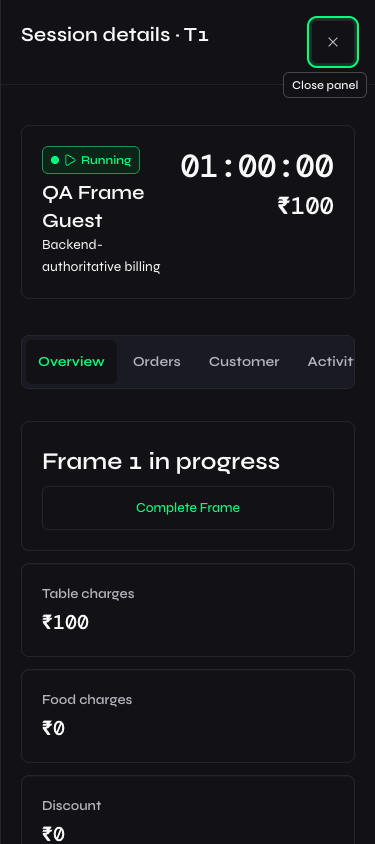 Session details · T1
Close panel
Running
01:00:00
QA Frame
Guest
₹100
Backend-
authoritative billing
Overview Orders Customer Activit
Frame 1 in progress
Complete Frame
Table charges
₹100
Food charges
₹0
Discount
₹0